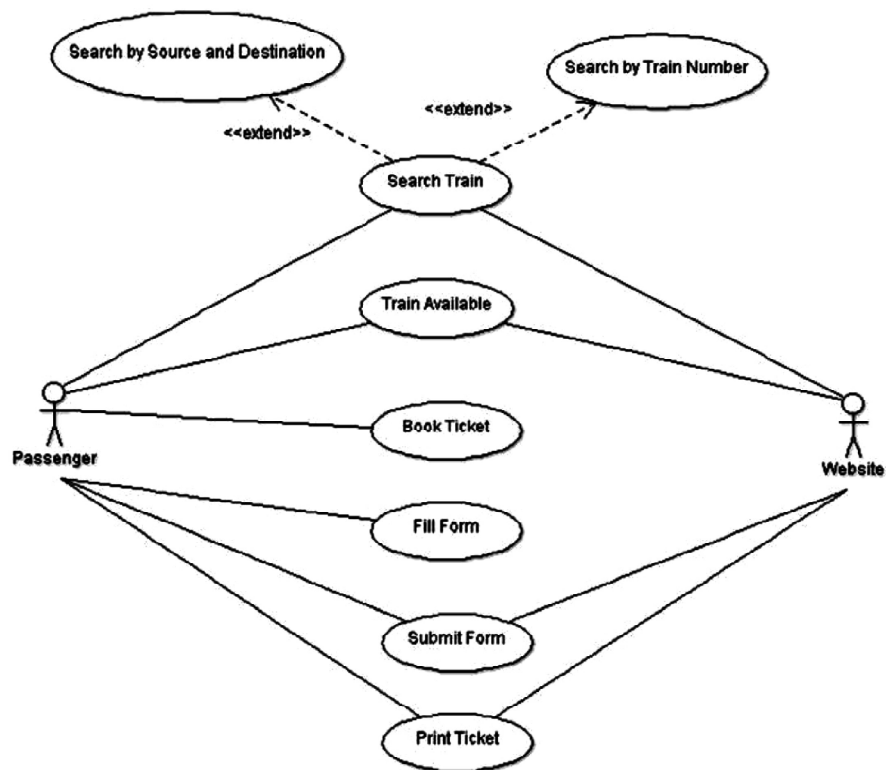 Search by Source and Destination
Search by Train Number
<<extend>>
<<extend>>
Search Train
Train Available
Book Ticket
Passenger
Website
Fill Form
Submit Form
Print Ticket